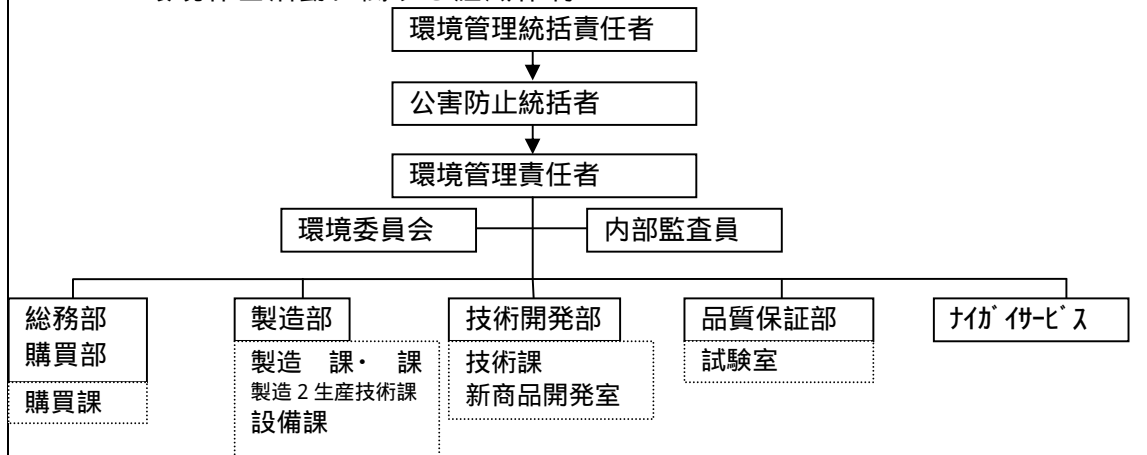 環境管理統括責任者
公害防止統括者
環境管理責任者
環境委員会
内部監査員
総務部
購買部
購買課
製造部
製造 課・ 課
製造2生産技術課
設備課
技術開発部
技術課
新商品開発室
品質保証部
試験室
ﾅｲｶﾞｲｻｰﾋﾞｽ